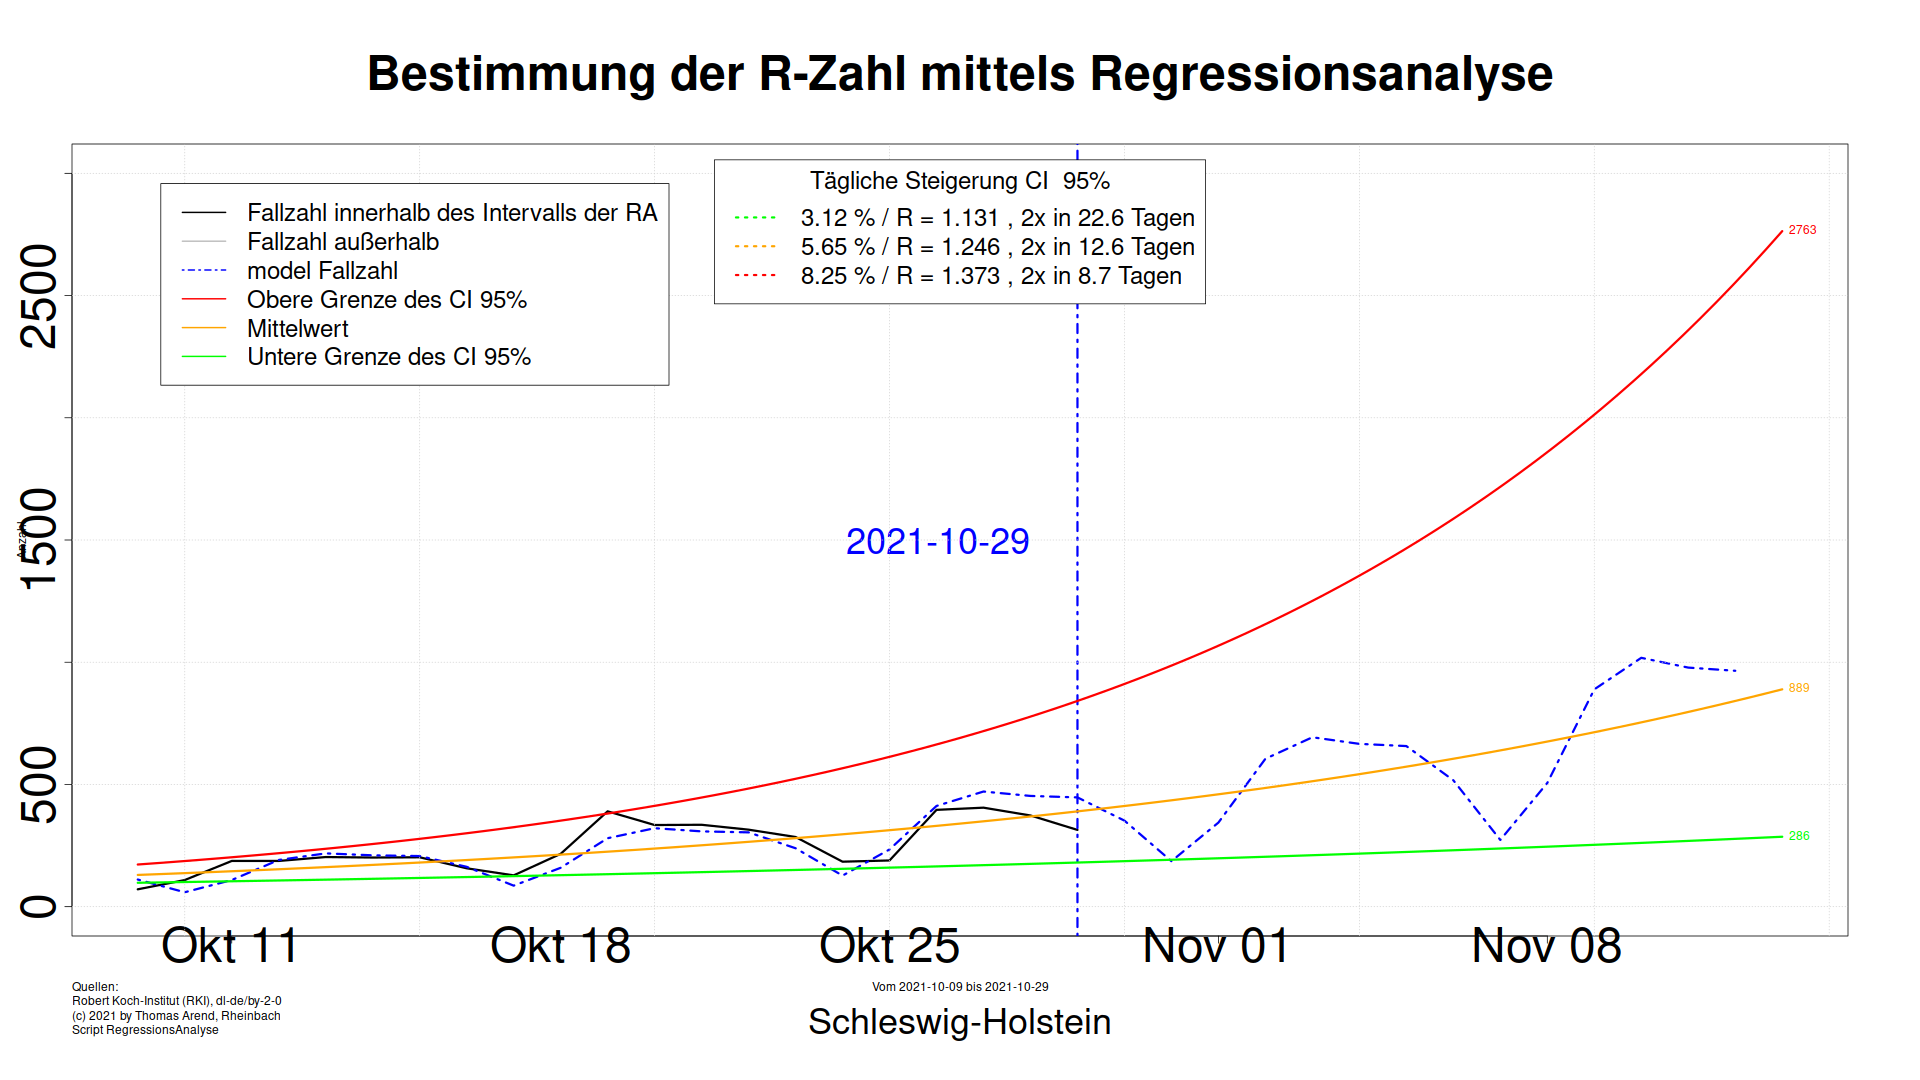 Bestimmung der R-Zahl mittels Regressionsanalyse
Fallzahl innerhalb des Intervalls der RA
Fallzahl außerhalb
model Fallzahl
Obere Grenze des CI 95%
Mittelwert
Untere Grenze des CI 95%
Tägliche Steigerung CI  95%
3.12 % / R = 1.131 , 2x in 22.6 Tagen
5.65 % / R = 1.246 , 2x in 12.6 Tagen
8.25 % / R = 1.373 , 2x in 8.7 Tagen
2763
2500
2021-10-29
1500
Anzahl
889
500
286
0
Okt 11
Okt 18
Okt 25
Nov 01
Nov 08
Vom 2021-10-09 bis 2021-10-29
Schleswig-Holstein
Quellen:
Robert Koch-Institut (RKI), dl-de/by-2-0
(c) 2021 by Thomas Arend, Rheinbach
Script RegressionsAnalyse